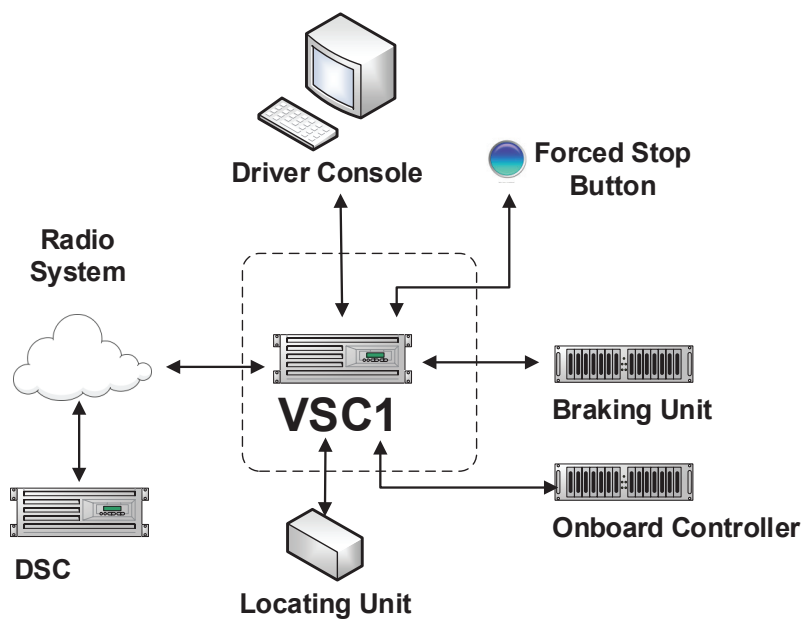 Driver Console
Forced Stop
Button
Radio
System
VSC1
Braking Unit
Onboard Controller
DSC
Locating Unit